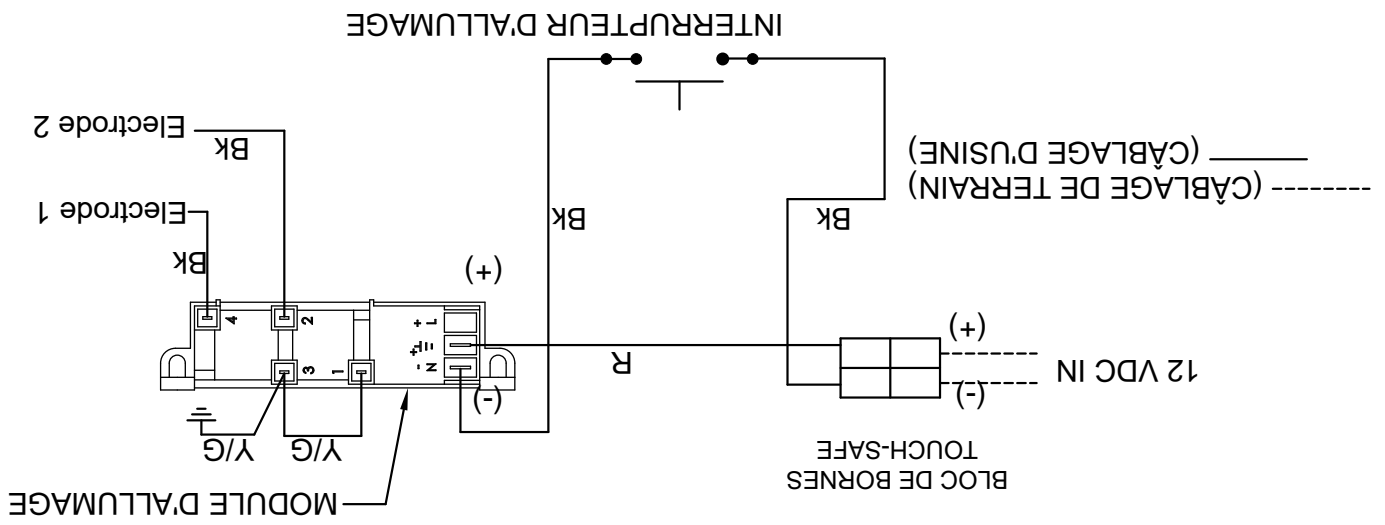 MODULE D'ALLUMAGE
BLOC DE BORNES
TOUCH-SAFE
Y/G
Y/G
12 VDC IN
(-)
(+)
R
(-)
N -
+
L +
(+)
1
3
2
4
Bk
Bk
Bk
Electrode 1
Bk
Electrode 2
(CÂBLAGE DE TERRAIN)
(CÂBLAGE D'USINE)
INTERRUPTEUR D'ALLUMAGE